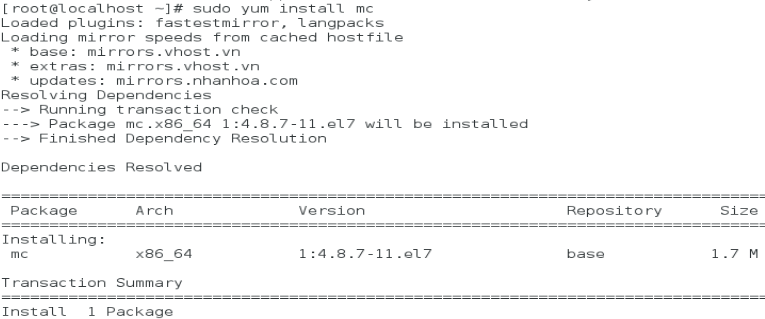 [root@localhost ~]# sudo yum install mc
Loaded plugins: fastestmirror, langpacks
Loading mirror speeds from cached hostfile
 * base: mirrors.vhost.vn
 * extras: mirrors.vhost.vn
 * updates: mirrors.nhanhoa.com
Resolving Dependencies
--> Running transaction check
---> Package mc.x86_64 1:4.8.7-11.el7 will be installed
--> Finished Dependency Resolution
Dependencies Resolved
Package Arch Version Repository Size
Installing:
mc x86_64 1:4.8.7-11.el7 base 1.7 M
Transaction Summary
Install 1 Package